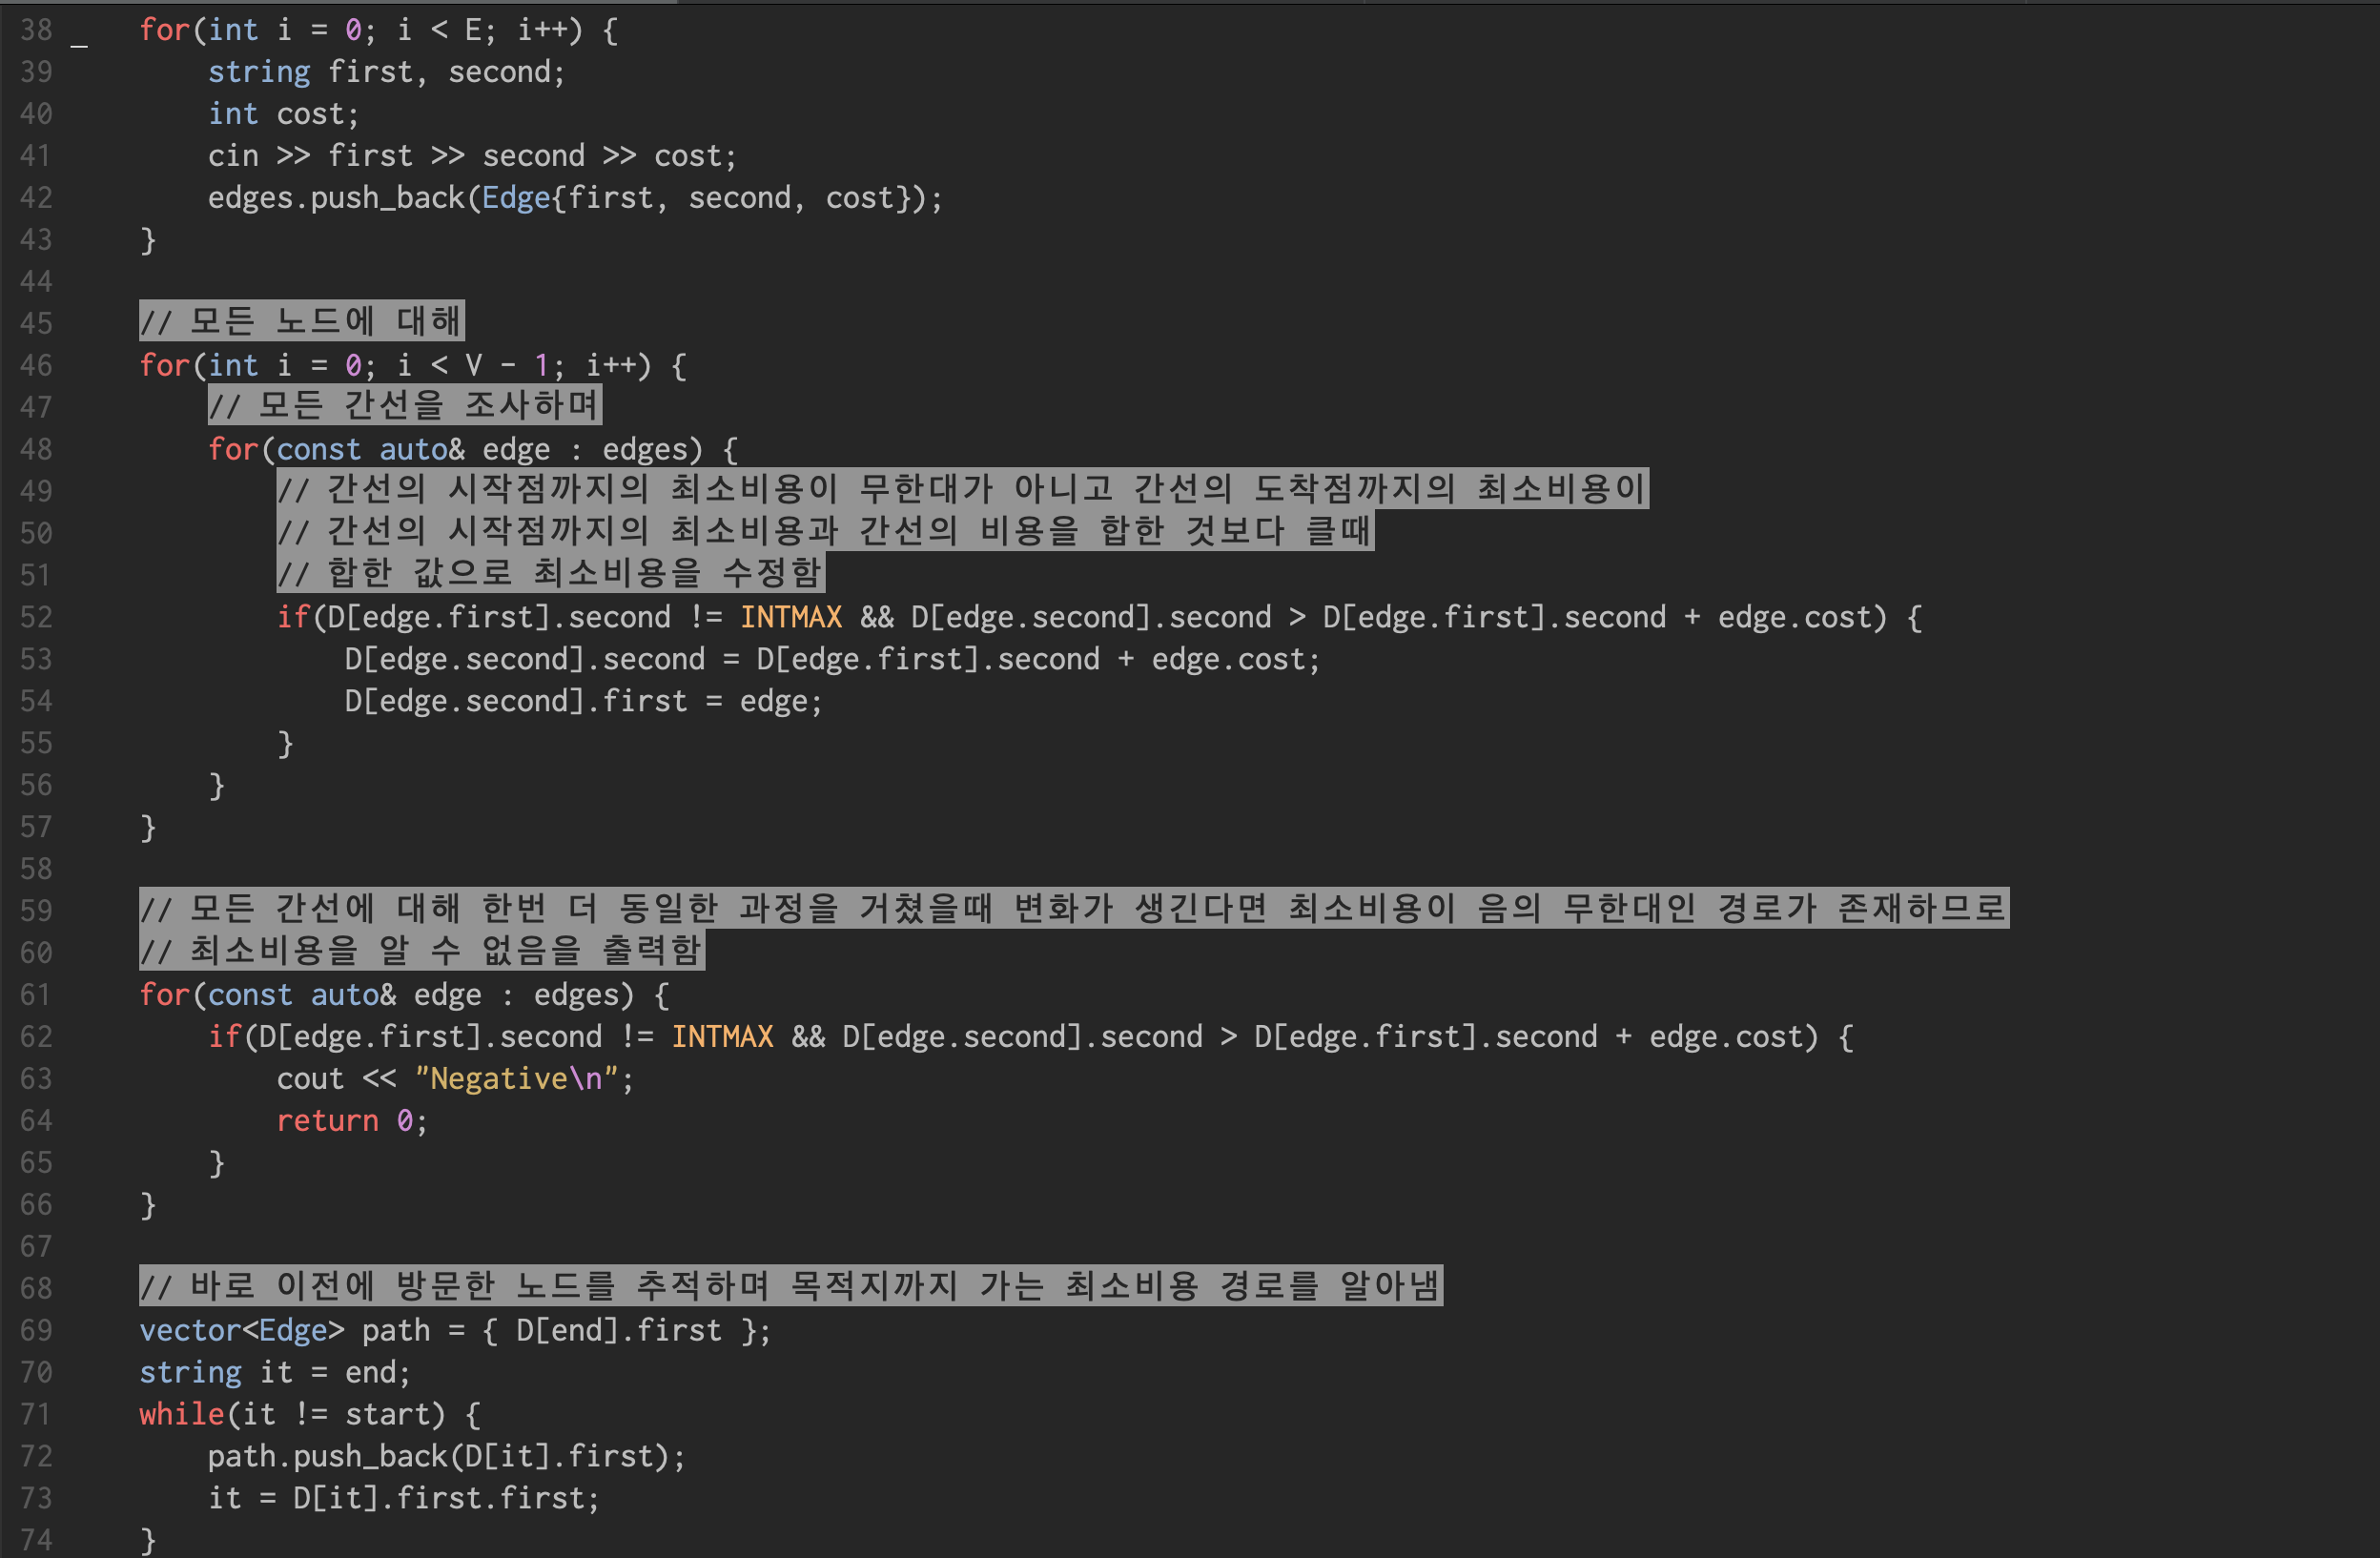 38 for(int i = 0; i < E; i++) {
39 string first, second;
40 int cost;
41 cin >> first >> second >> cost;
42 edges.push_back(Edge{first, second, cost});
43 }
44
45 // 모든 노드에 대해
46 for(int i = 0; i < V - 1; i++) {
47 // 모든 간선을 조사하며
48 for(const auto& edge : edges) {
49 // 간선의 시작점까지의 최소비용이 무한대가 아니고 간선의 도착점까지의 최소비용이
50 // 간선의 시작점까지의 최소비용과 간선의 비용을 합한 것보다 클때
51 // 합한 값으로 최소비용을 수정함
52 if(D[edge.first].second != INTMAX && D[edge.second].second > D[edge.first].second + edge.cost) {
53 D[edge.second].second = D[edge.first].second + edge.cost;
54 D[edge.second].first = edge;
55 }
56 }
57 }
58
59 // 모든 간선에 대해 한번 더 동일한 과정을 거쳤을때 변화가 생긴다면 최소비용이 음의 무한대인 경로가 존재하므로
60 // 최소비용을 알 수 없음을 출력함
61 for(const auto& edge : edges) {
62 if(D[edge.first].second != INTMAX && D[edge.second].second > D[edge.first].second + edge.cost) {
63 cout << "Negative\n";
64 return 0;
65 }
66 }
67
68 // 바로 이전에 방문한 노드를 추적하며 목적지까지 가는 최소비용 경로를 알아냄
69 vector<Edge> path = { D[end].first };
70 string it = end;
71 while(it != start) {
72 path.push_back(D[it].first);
73 it = D[it].first.first;
74 }